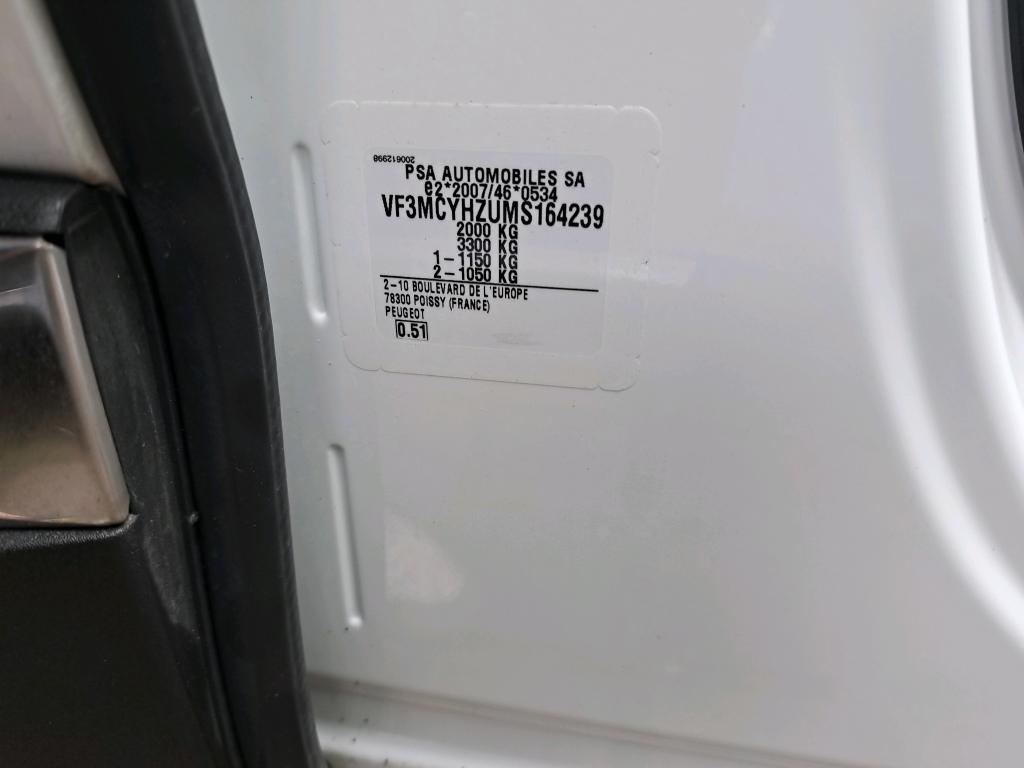 200612998
PSA AUTOMOBILES SA
e2*2007/46*0534
VF3MCYHZUMS164239
2000 KG
3300 KG
1-1150 KG
2-1050 KG
2-10 BOULEVARD DE L'EUROPE
78300 POISSY (FRANCE)
PEUGEOT
0.51